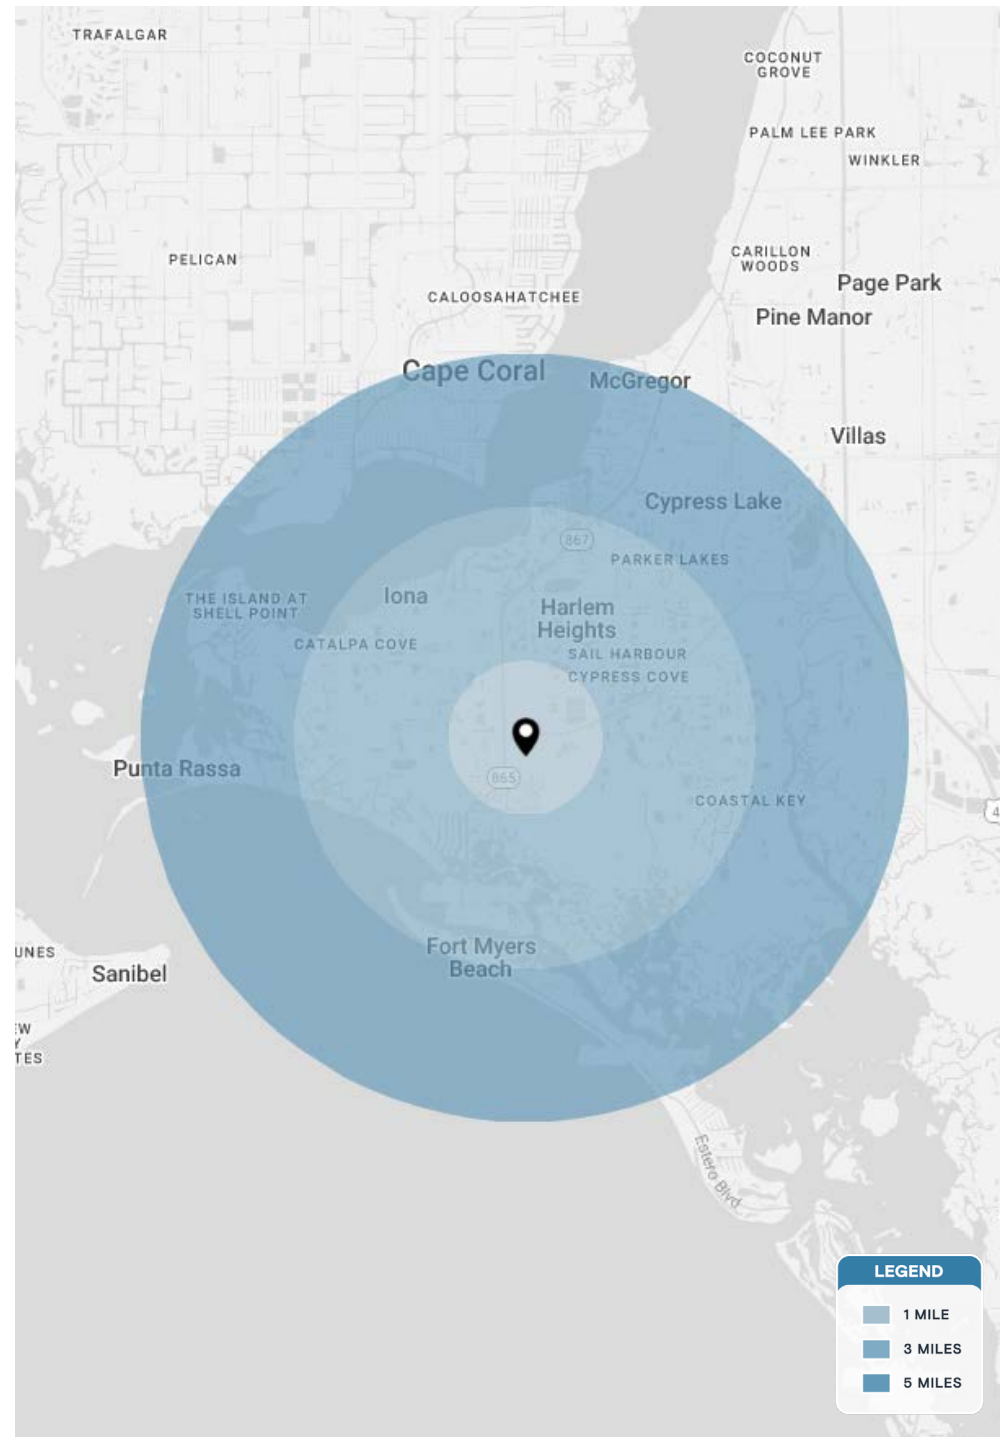 TRAFALGAR
COCONUT
GROVE
PALM LEE PARK
WINKLER
PELICAN
CARILLON
WOODS
Page Park
CALOOSAHATCHEE
Pine Manor
Cape Coral
McGregor
Villas
Cypress Lake
867
PARKER LAKES
Iona
THE ISLAND AT
SHELL POINT
Harlem
Heights
CATALPA COVE
SAIL HARBOUR
CYPRESS COVE
Punta Rassa
865
COASTAL KEY
4
Fort Myers
Beach
UNES
Sanibel
EW
Y
TES
Estero Blvd
LEGEND
1 MILE
3 MILES
5 MILES